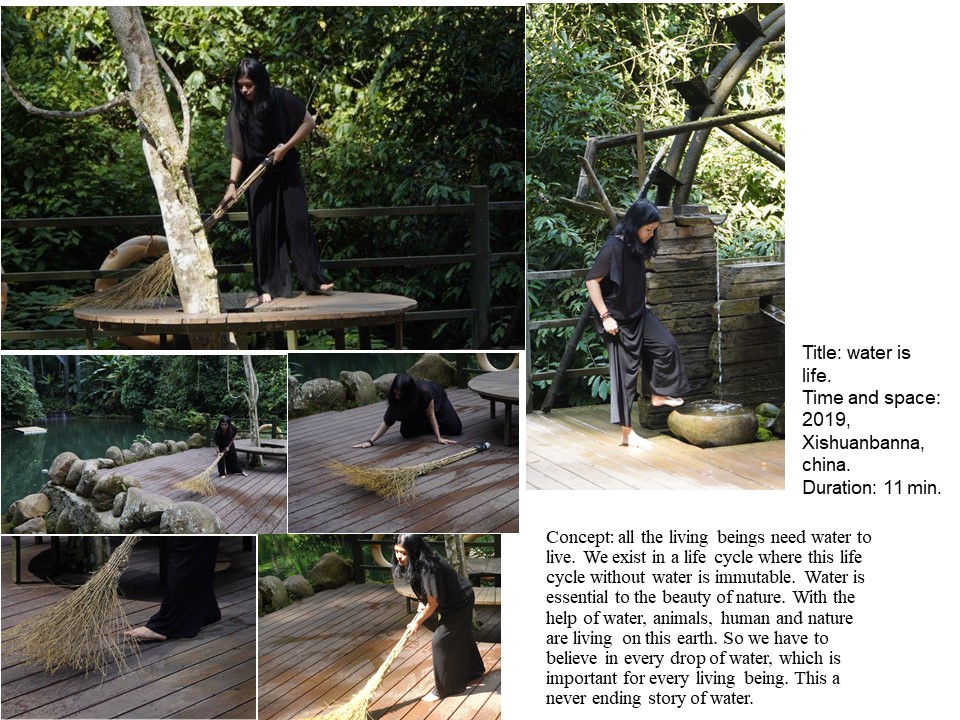 Title: water is
life.
Time and space:
2019,
Xishuanbanna,
china.
Duration: 11 min.
Concept: all the living beings need water to
live. We exist in a life cycle where this life
cycle without water is immutable. Water is
essential to the beauty of nature. With the
help of water, animals, human and nature
are living on this earth. So we have to
believe in every drop of water, which is
important for every living being. This a
never ending story of water.